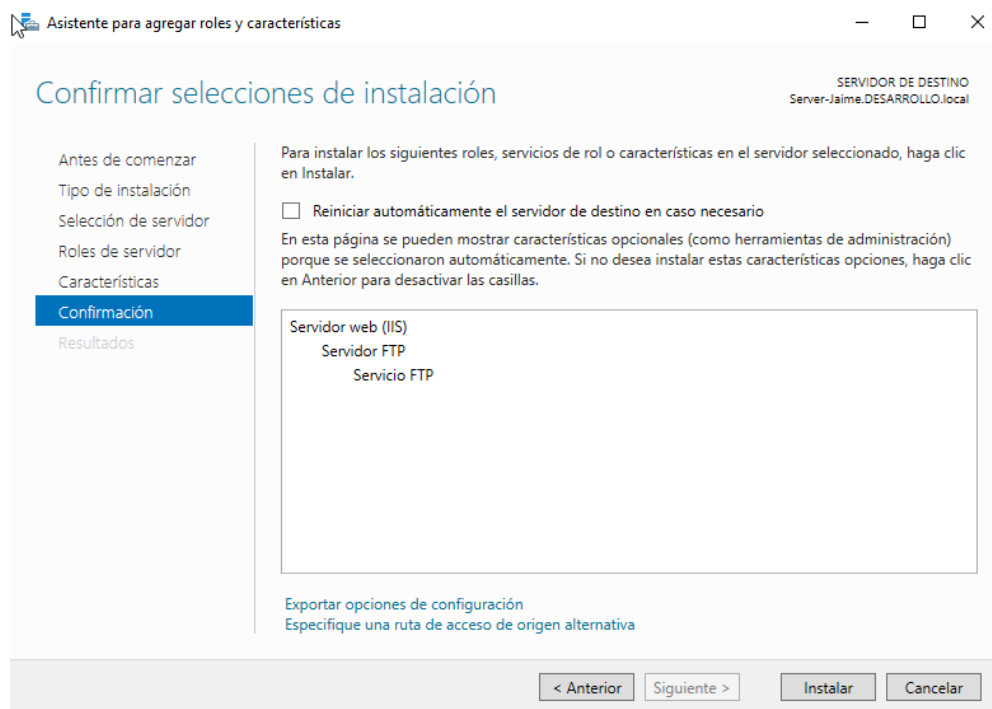 Asistente para agregar roles y características
Confirmar selecciones de instalación
SERVIDOR DE DESTINO
Server-Jaime.DESARROLLO.local
Antes de comenzar
Tipo de instalación
Selección de servidor
Roles de servidor
Características
Confirmación
Resultados
Para instalar los siguientes roles, servicios de rol o características en el servidor seleccionado, haga clic
en Instalar.
Reiniciar automáticamente el servidor de destino en caso necesario
En esta página se pueden mostrar características opcionales (como herramientas de administración)
porque se seleccionaron automáticamente. Si no desea instalar estas características opciones, haga clic
en Anterior para desactivar las casillas.
Servidor web (IIS)
Servidor FTP
Servicio FTP
Exportar opciones de configuración
Especifique una ruta de acceso de origen alternativa
< Anterior
Siguiente >
Instalar
Cancelar